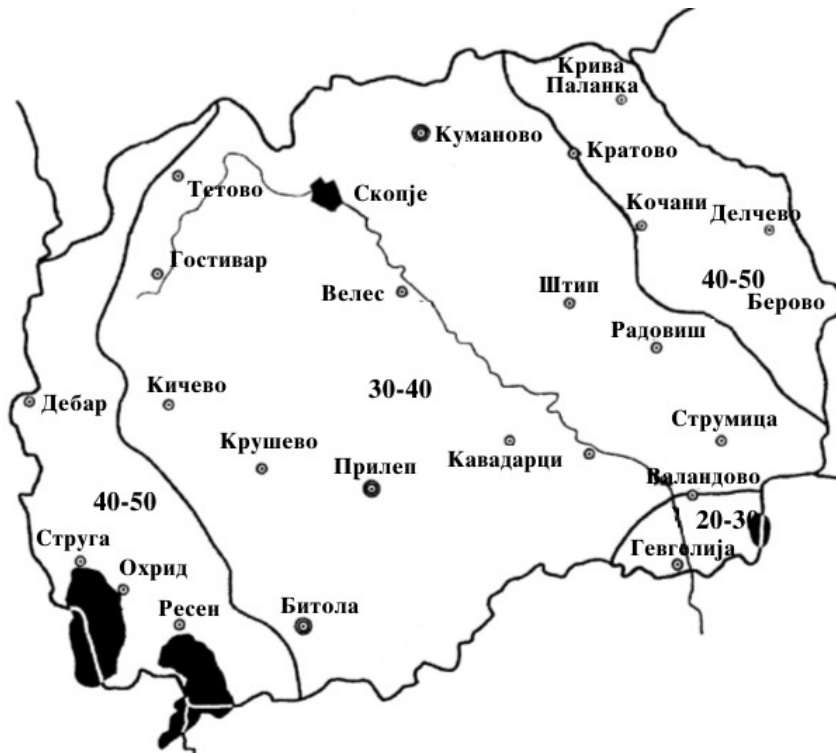 Крива
Паланка
Куманово
Кратово
Тетово
Скопје
Кочани
Делчево
Гостивар
Велес
Штип
40-50
Берово
Радовиш
Дебар
Кичево
30-40
Крушево
Прилеп
Кавадарци
Струмица
Валандово
40-50
20-30
Струга
Охрид
Гевголија
Ресен
Битола